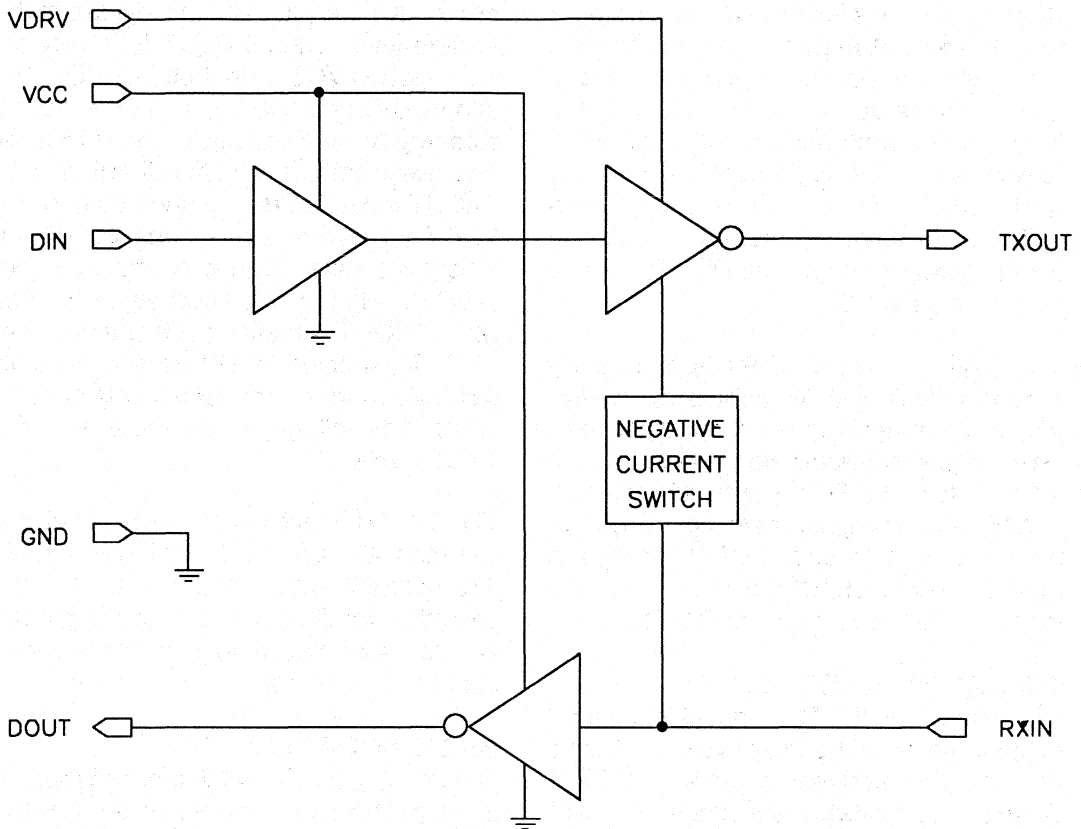 VDRV
VCC
DIN
TXOUT
NEGATIVE
CURRENT
SWITCH
GND
DOUT
RXIN